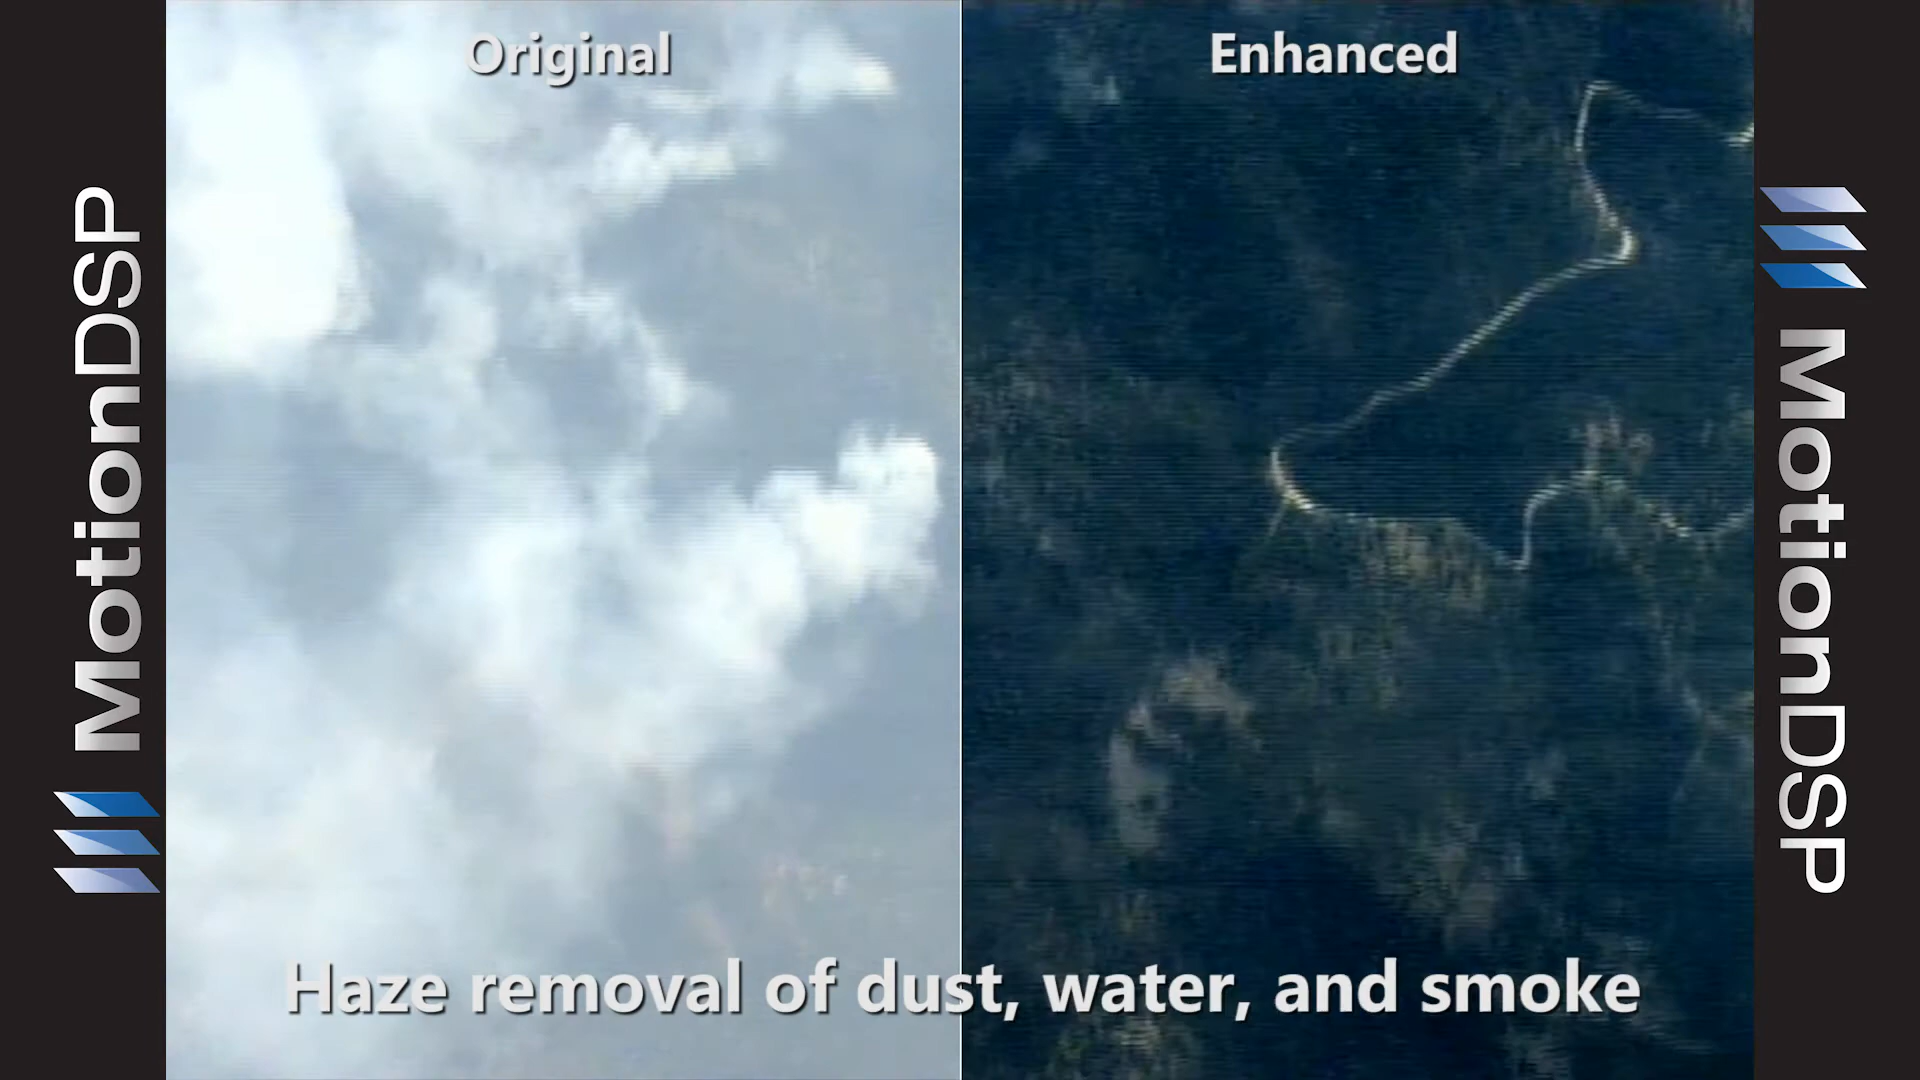 Original
Enhanced
MotionDSP
MotionDSP
Haze removal of dust, water, and smoke